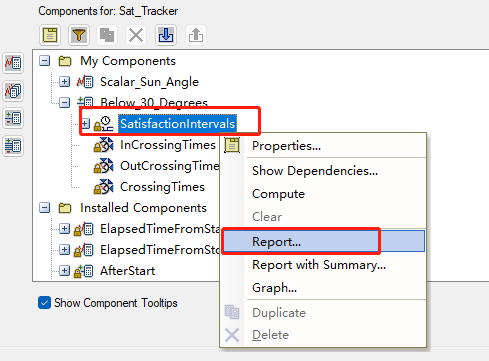 Components for: Sat_Tracker
My Components
Scalar_Sun_Angle
Below_30_Degrees
SatisfactionIntervals
InCrossingTimes
OutCrossingTime
CrossingTimes
Installed Components
ElapsedTimeFromSta
ElapsedTimeFromSto
AfterStart
Properties...
Show Dependencies...
Compute
Clear
Report...
Report with Summary...
Graph...
Duplicate
Delete
Show Component Tooltips